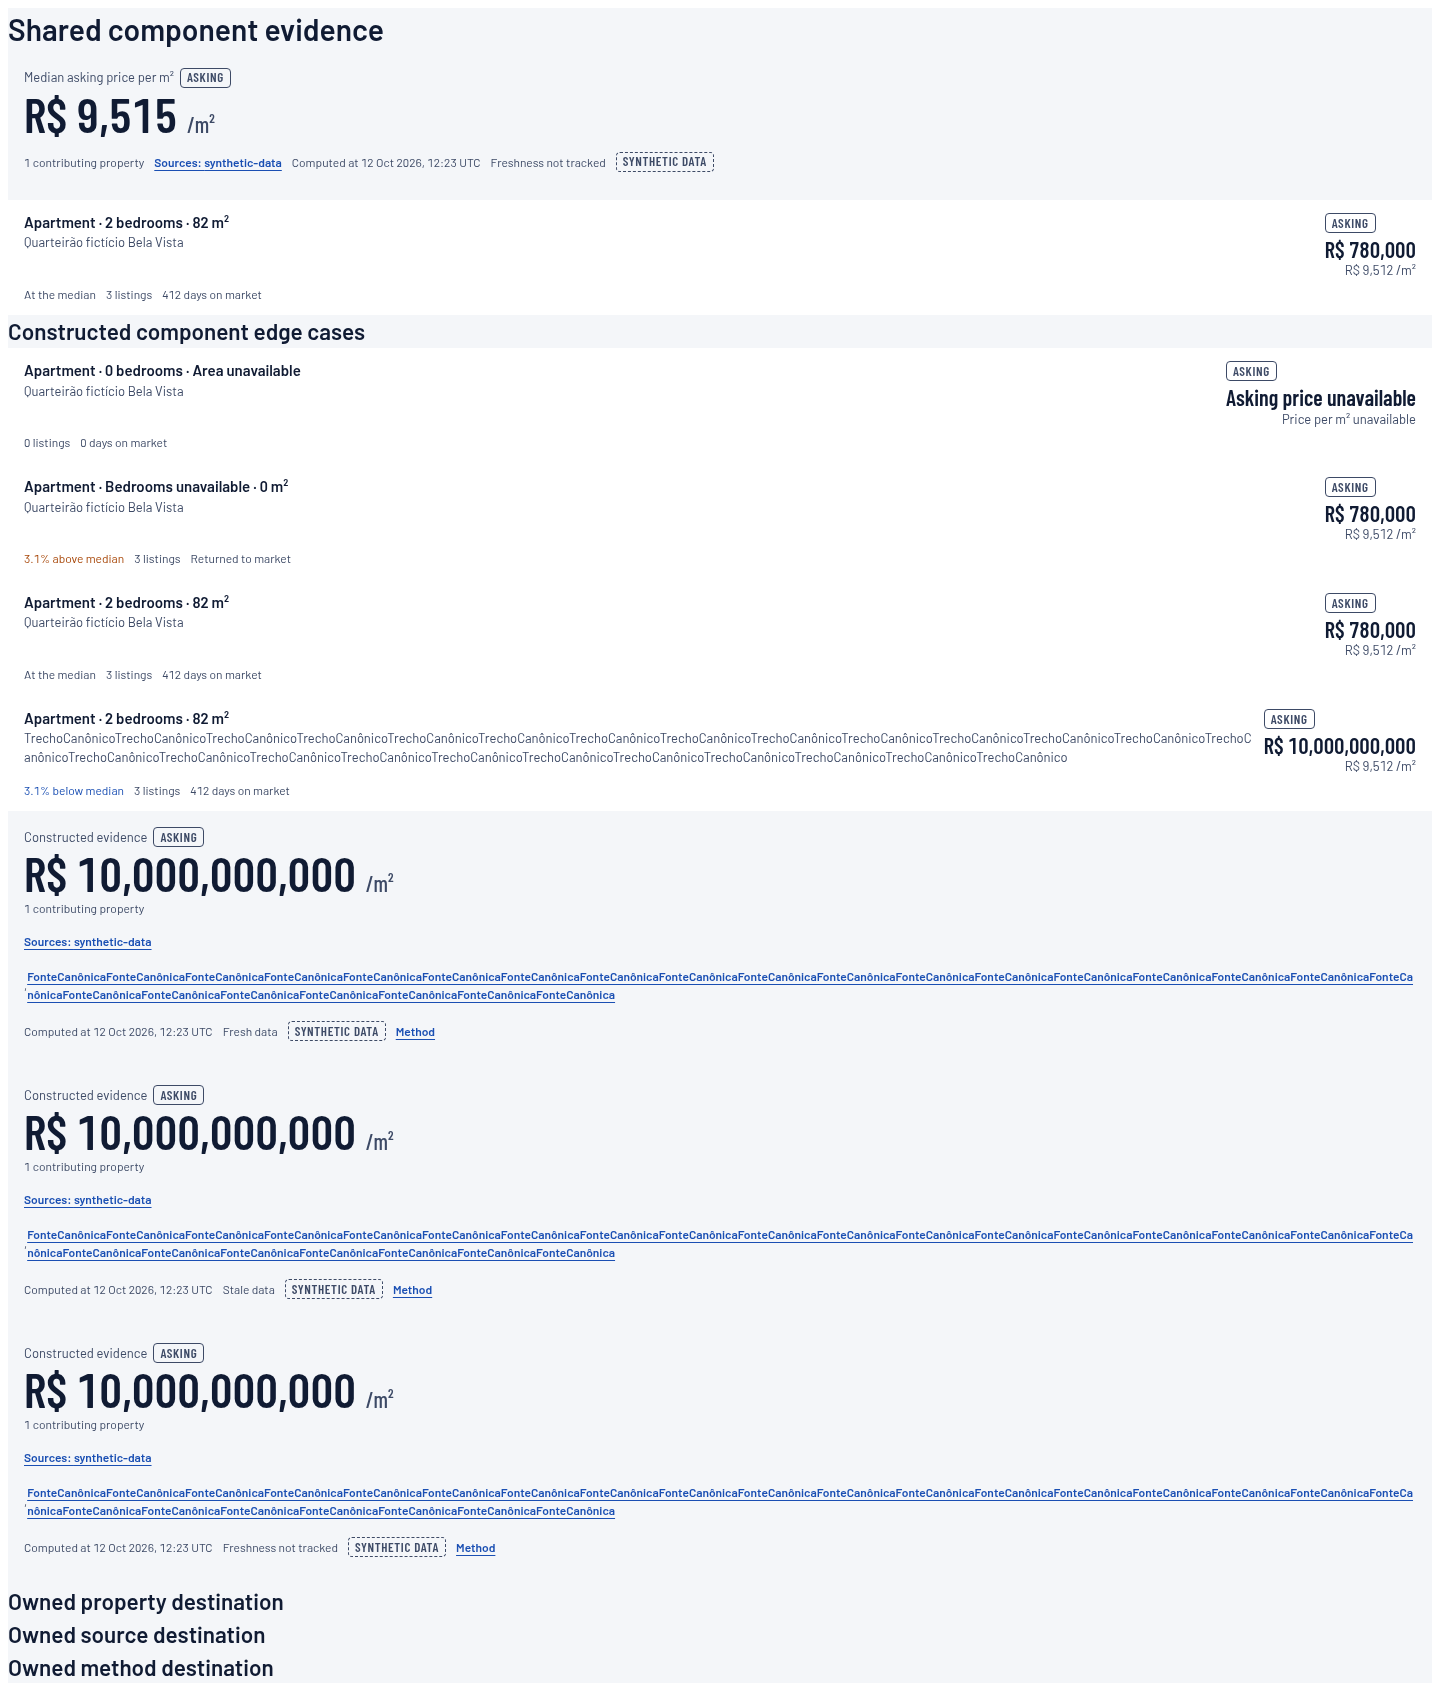 Shared component evidence
Median asking price per m² ASKING
R$ 9,515 /m²
1 contributing property Sources: synthetic-data Computed at 12 Oct 2026, 12:23 UTC Freshness not tracked SYNTHETIC DATA
Apartment · 2 bedrooms · 82 m² ASKING
Quarteirão fictício Bela Vista R$ 780,000
R$ 9,512 /m²
At the median 3 listings 412 days on market
Constructed component edge cases
Apartment · 0 bedrooms · Area unavailable ASKING
Quarteirão fictício Bela Vista Asking price unavailable
Price per m² unavailable
0 listings 0 days on market
Apartment · Bedrooms unavailable · 0 m² ASKING
Quarteirão fictício Bela Vista R$ 780,000
R$ 9,512 /m²
3.1% above median 3 listings Returned to market
Apartment · 2 bedrooms · 82 m² ASKING
Quarteirão fictício Bela Vista R$ 780,000
R$ 9,512 /m²
At the median 3 listings 412 days on market
Apartment · 2 bedrooms · 82 m² ASKING
TrechoCanônicoTrechoCanônicoTrechoCanônicoTrechoCanônicoTrechoCanônicoTrechoCanônicoTrechoCanônicoTrechoCanônicoTrechoCanônicoTrechoCanônicoTrechoCanônicoTrechoCanônicoTrechoCanônicoTrechoC R$ 10,000,000,000
anônicoTrechoCanônicoTrechoCanônicoTrechoCanônicoTrechoCanônicoTrechoCanônicoTrechoCanônicoTrechoCanônicoTrechoCanônicoTrechoCanônicoTrechoCanônicoTrechoCanônico R$ 9,512 /m²
3.1% below median 3 listings 412 days on market
Constructed evidence ASKING
R$ 10,000,000,000 /m²
1 contributing property
Sources: synthetic-data
, FonteCanônicaFonteCanônicaFonteCanônicaFonteCanônicaFonteCanônicaFonteCanônicaFonteCanônicaFonteCanônicaFonteCanônicaFonteCanônicaFonteCanônicaFonteCanônicaFonteCanônicaFonteCanônicaFonteCanônicaFonteCanônicaFonteCanônicaFonteCa
nônicaFonteCanônicaFonteCanônicaFonteCanônicaFonteCanônicaFonteCanônicaFonteCanônicaFonteCanônica
Computed at 12 Oct 2026, 12:23 UTC Fresh data SYNTHETIC DATA Method
Constructed evidence ASKING
R$ 10,000,000,000 /m²
1 contributing property
Sources: synthetic-data
, FonteCanônicaFonteCanônicaFonteCanônicaFonteCanônicaFonteCanônicaFonteCanônicaFonteCanônicaFonteCanônicaFonteCanônicaFonteCanônicaFonteCanônicaFonteCanônicaFonteCanônicaFonteCanônicaFonteCanônicaFonteCanônicaFonteCanônicaFonteCa
nônicaFonteCanônicaFonteCanônicaFonteCanônicaFonteCanônicaFonteCanônicaFonteCanônicaFonteCanônica
Computed at 12 Oct 2026, 12:23 UTC Stale data SYNTHETIC DATA Method
Constructed evidence ASKING
R$ 10,000,000,000 /m²
1 contributing property
Sources: synthetic-data
, FonteCanônicaFonteCanônicaFonteCanônicaFonteCanônicaFonteCanônicaFonteCanônicaFonteCanônicaFonteCanônicaFonteCanônicaFonteCanônicaFonteCanônicaFonteCanônicaFonteCanônicaFonteCanônicaFonteCanônicaFonteCanônicaFonteCanônicaFonteCa
nônicaFonteCanônicaFonteCanônicaFonteCanônicaFonteCanônicaFonteCanônicaFonteCanônicaFonteCanônica
Computed at 12 Oct 2026, 12:23 UTC Freshness not tracked SYNTHETIC DATA Method
Owned property destination
Owned source destination
Owned method destination